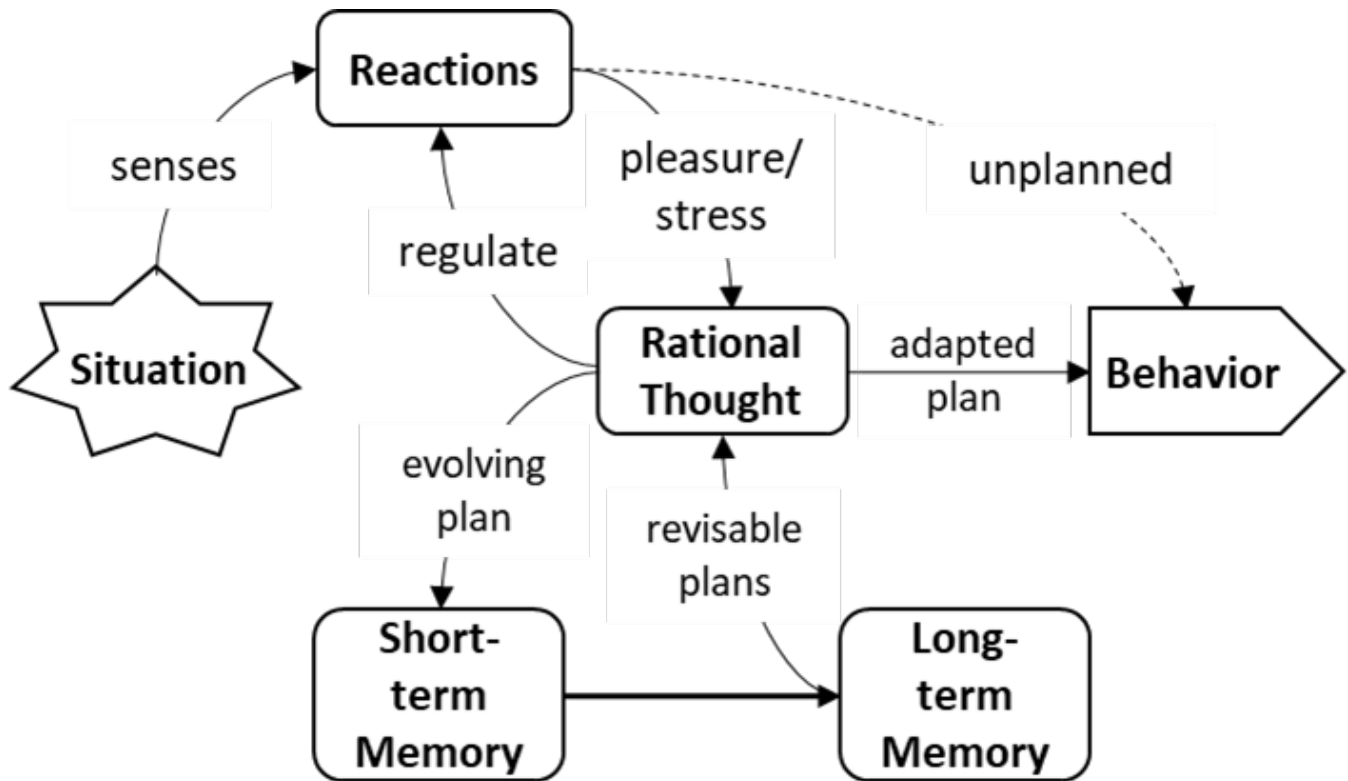 Reactions
senses
pleasure/
stress
unplanned
regulate
Situation
Rational
Thought
adapted
plan
Behavior
evolving
plan
revisable
plans
Short-
term
Memory
Long-
term
Memory